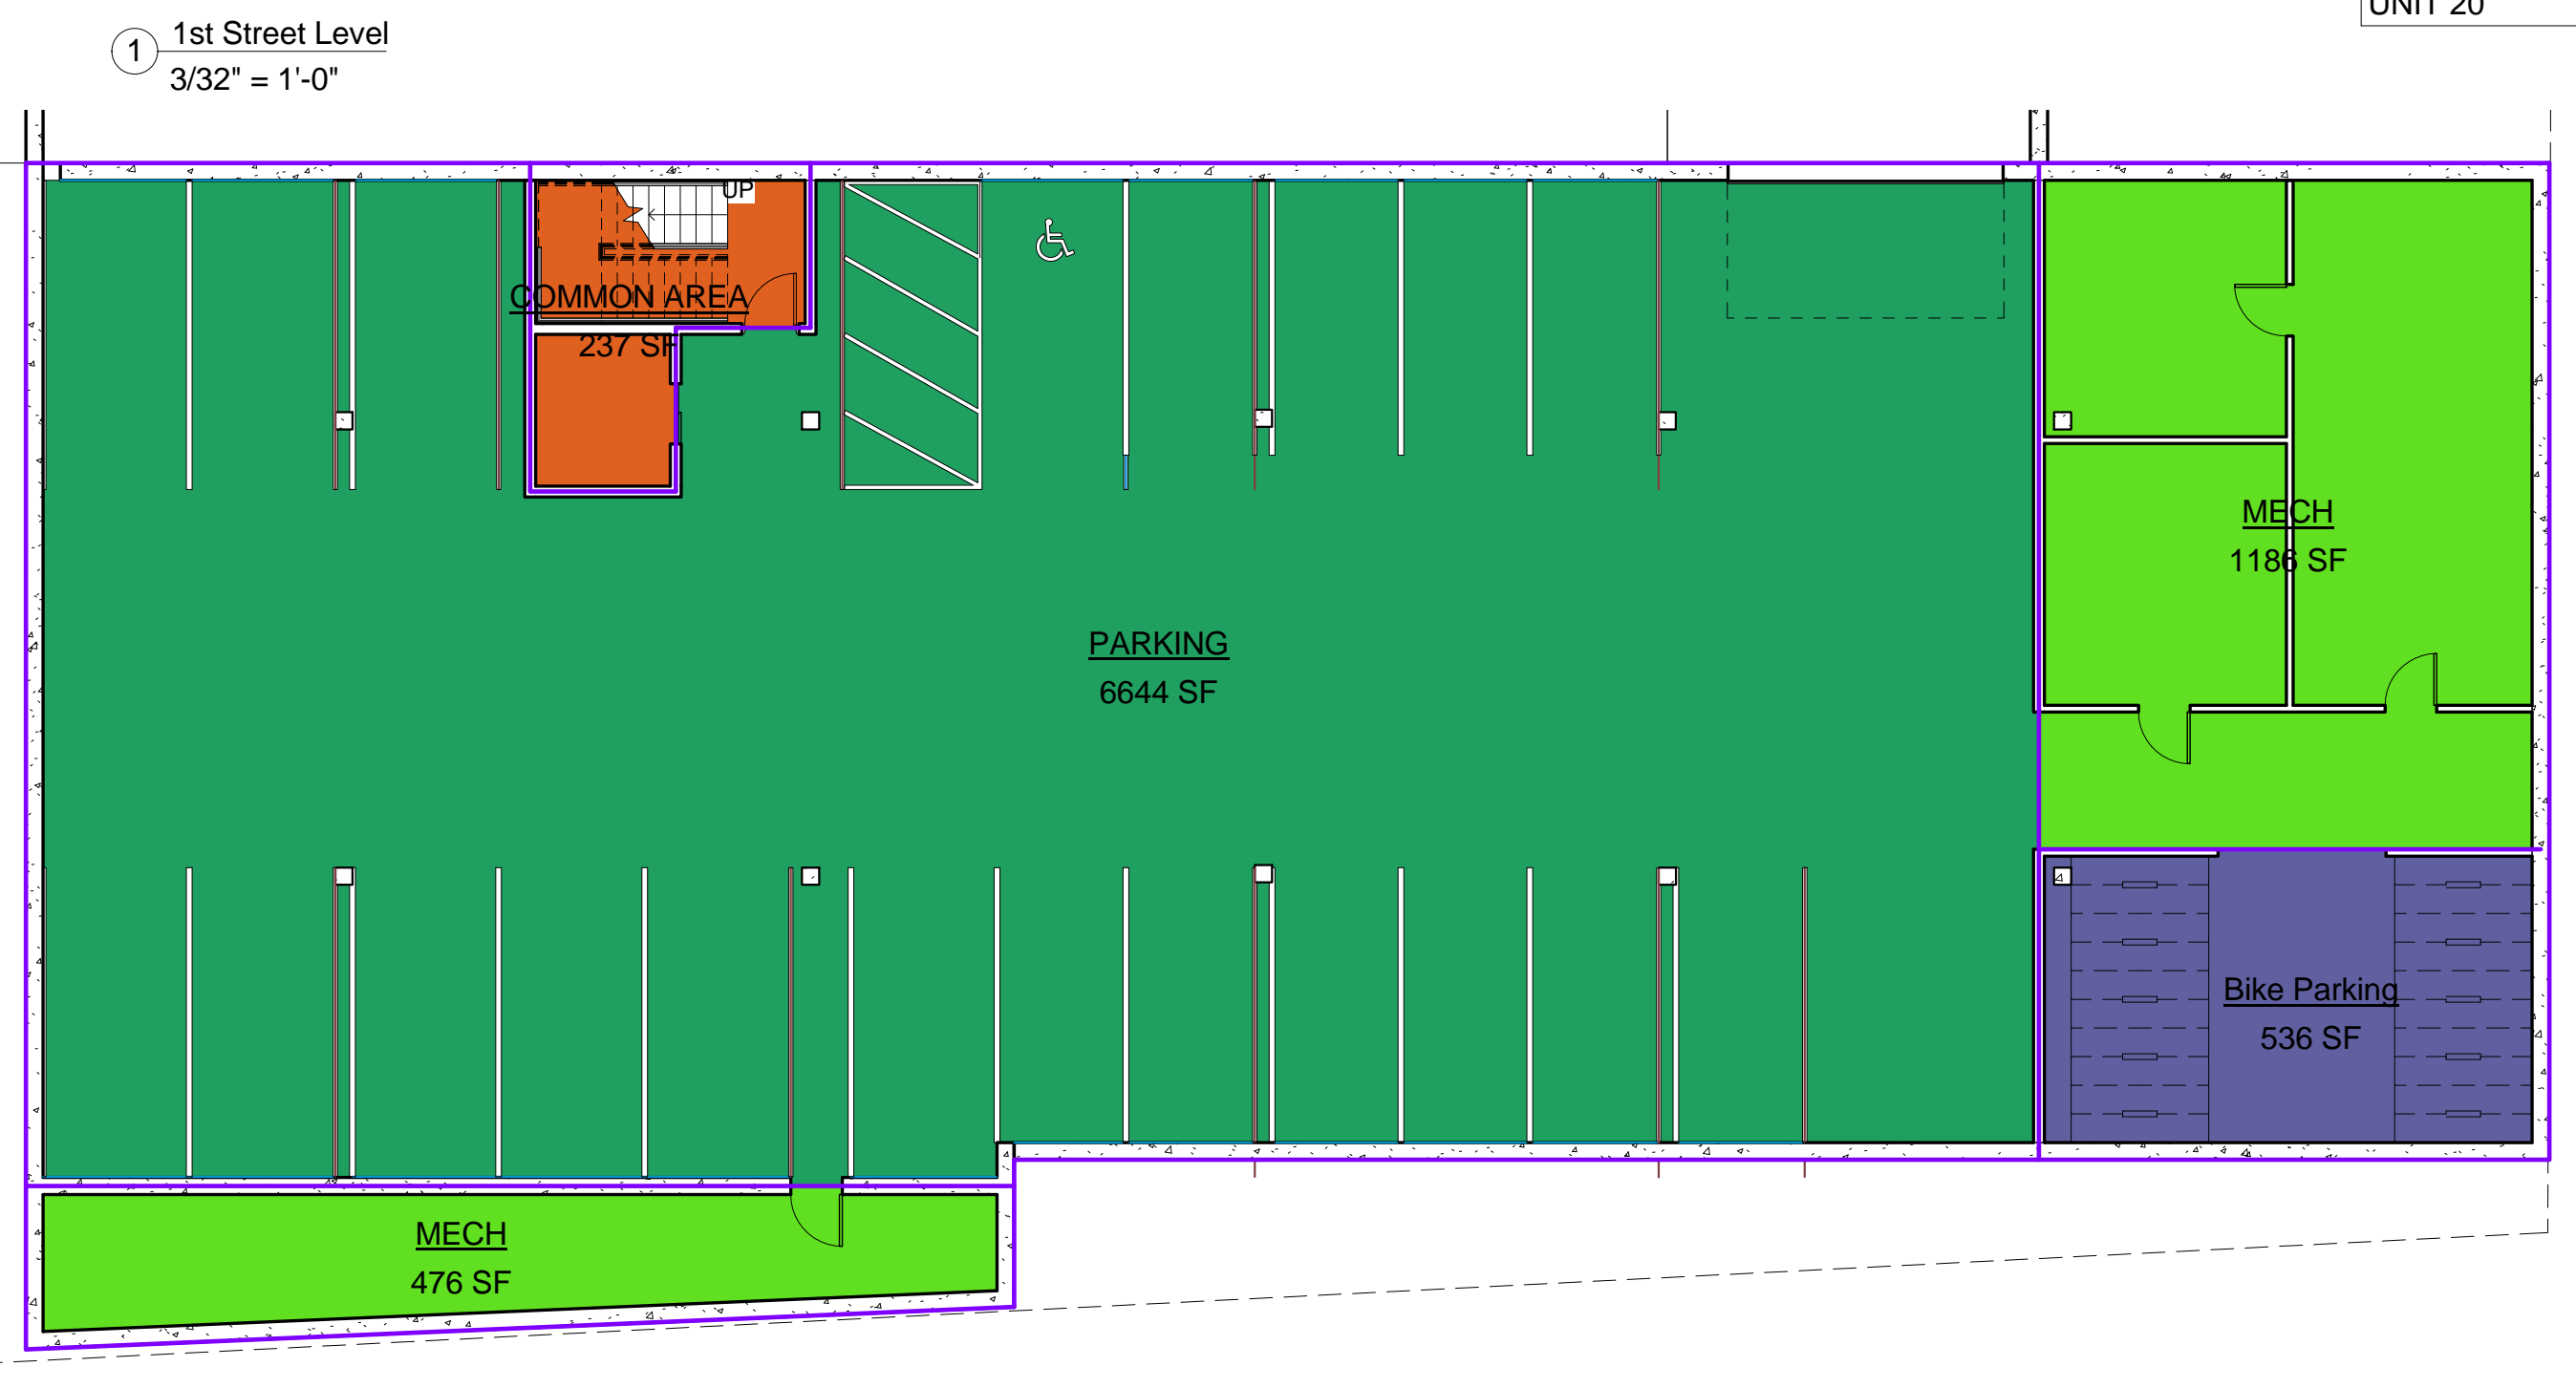 UNIT 20
1
1st Street Level
3/32" = 1'-0"
UP
COMMON AREA
237 SF
MECH
1186 SF
PARKING
6644 SF
Bike Parking
536 SF
MECH
476 SF